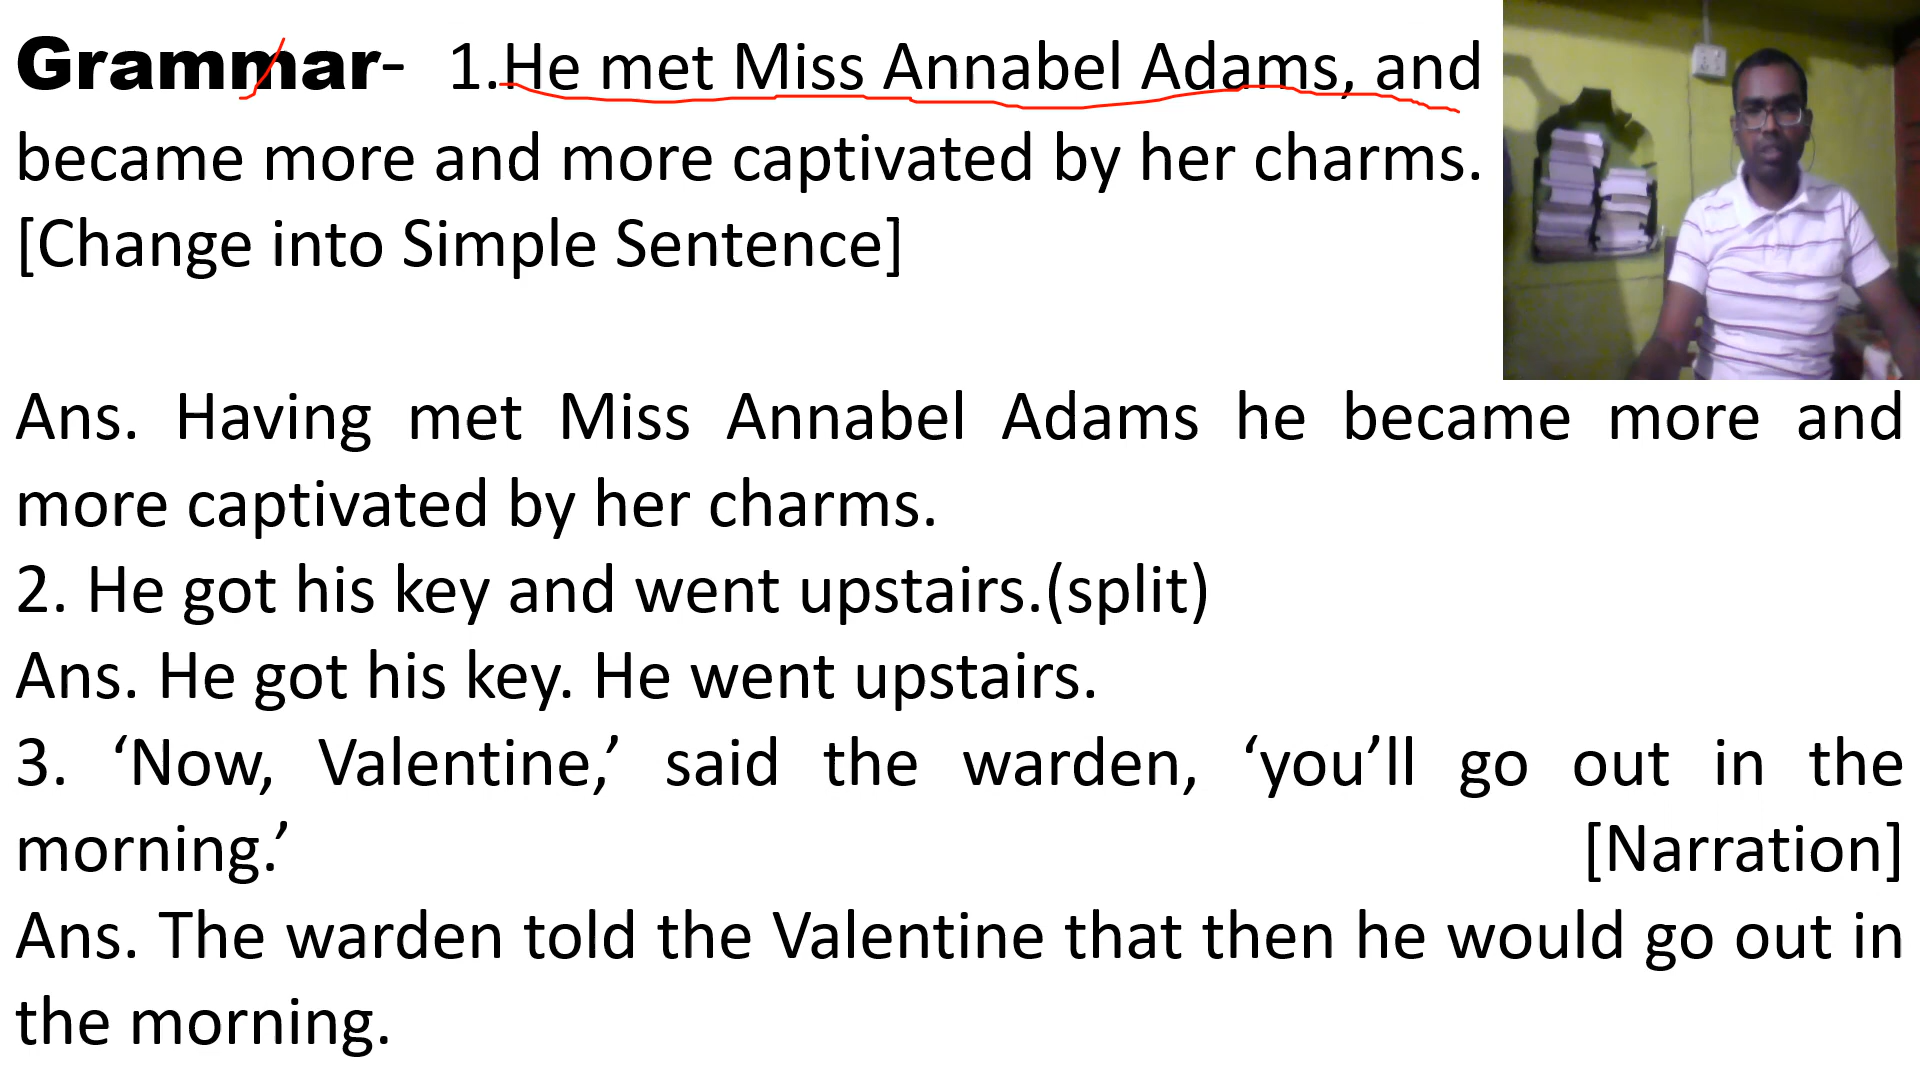 Grammar- 1.He met Miss Annabel Adams, and
became more and more captivated by her charms.
[Change into Simple Sentence]
Ans. Having met Miss Annabel Adams he became more and
more captivated by her charms.
2. He got his key and went upstairs.(split)
Ans. He got his key. He went upstairs.
3. ‘Now, Valentine,’ said the warden, ‘you’ll go out in the
morning.’ [Narration]
Ans. The warden told the Valentine that then he would go out in
the morning.